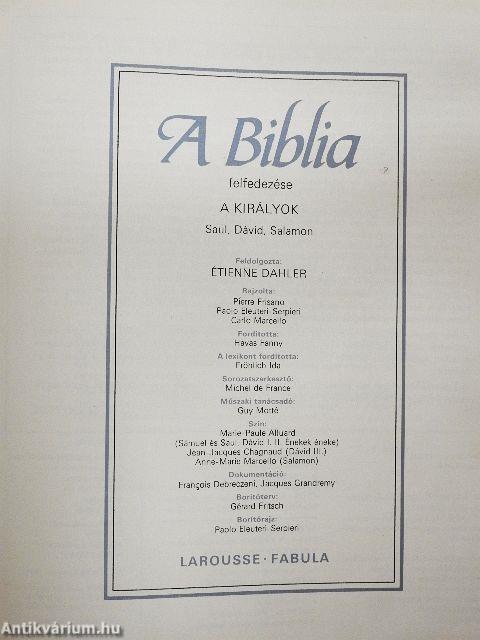 A Biblia
felfedezése
A KIRÁLYOK
Saul, Dávid, Salamon
Feldolgozta:
ÉTIENNE DAHLER
Rajzolta:
Pierre Frisano
Paolo Eleuteri-Serpieri
Carlo Marcello
Fordította:
Havas Fanny
A lexikont fordította:
Fröhlich Ida
Sorozatszerkesztő:
Michel de France
Műszaki tanácsadó:
Guy Motté
Szín:
Marie-Paule Alluard
(Sámuel és Saul, Dávid I. II. Énekek éneke)
Jean-Jacques Chagnaud (Dávid III.)
Anne-Marie Marcello (Salamon)
Dokumentáció:
François Debreczeni, Jacques Grandremy
Borítóterv:
Gérard Fritsch
Borítórajz:
Paolo Eleuteri Serpieri
LAROUSSE · FABULA
Antikvárium.hu